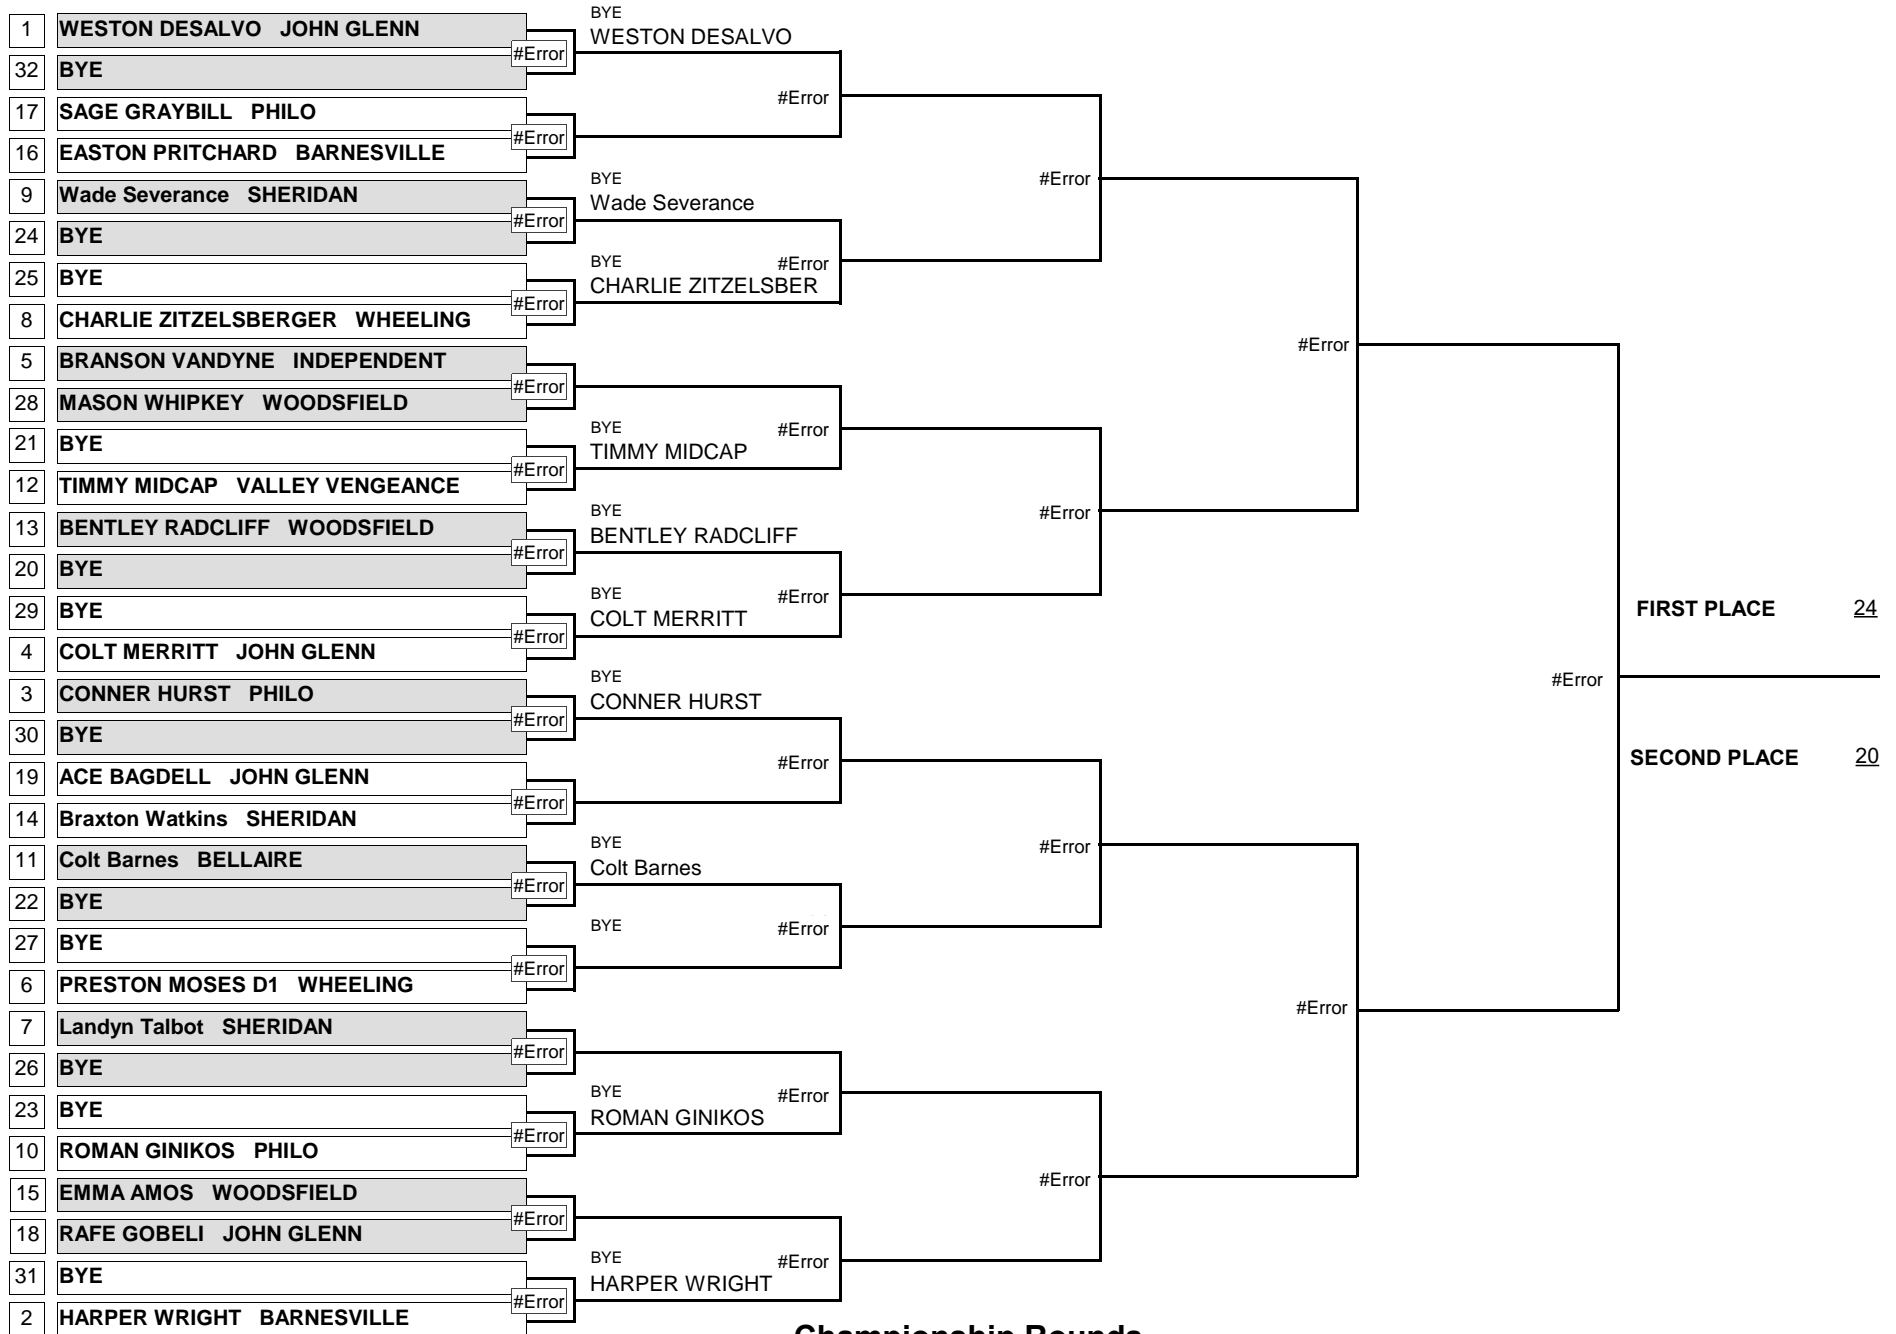 BYE
1 WESTON DESALVO JOHN GLENN
WESTON DESALVO
#Error
32 BYE
#Error
17 SAGE GRAYBILL PHILO
#Error
16 EASTON PRITCHARD BARNESVILLE
BYE
#Error
9 Wade Severance SHERIDAN
Wade Severance
#Error
24 BYE
BYE
#Error
25 BYE
CHARLIE ZITZELSBER
#Error
8 CHARLIE ZITZELSBERGER WHEELING
#Error
5 BRANSON VANDYNE INDEPENDENT
#Error
28 MASON WHIPKEY WOODSFIELD
BYE
#Error
21 BYE
TIMMY MIDCAP
#Error
12 TIMMY MIDCAP VALLEY VENGEANCE
BYE
#Error
13 BENTLEY RADCLIFF WOODSFIELD
BENTLEY RADCLIFF
#Error
20 BYE
BYE
#Error
29 BYE
FIRST PLACE 24
COLT MERRITT
#Error
4 COLT MERRITT JOHN GLENN
BYE
#Error
3 CONNER HURST PHILO
CONNER HURST
#Error
30 BYE
SECOND PLACE 20
#Error
19 ACE BAGDELL JOHN GLENN
#Error
14 Braxton Watkins SHERIDAN
BYE
#Error
11 Colt Barnes BELLAIRE
Colt Barnes
#Error
22 BYE
BYE
#Error
27 BYE
#Error
6 PRESTON MOSES D1 WHEELING
#Error
7 Landyn Talbot SHERIDAN
#Error
26 BYE
BYE
#Error
23 BYE
ROMAN GINIKOS
#Error
10 ROMAN GINIKOS PHILO
#Error
15 EMMA AMOS WOODSFIELD
#Error
18 RAFE GOBELI JOHN GLENN
BYE
#Error
31 BYE
HARPER WRIGHT
#Error
2 HARPER WRIGHT BARNESVILLE
Championship Rounds